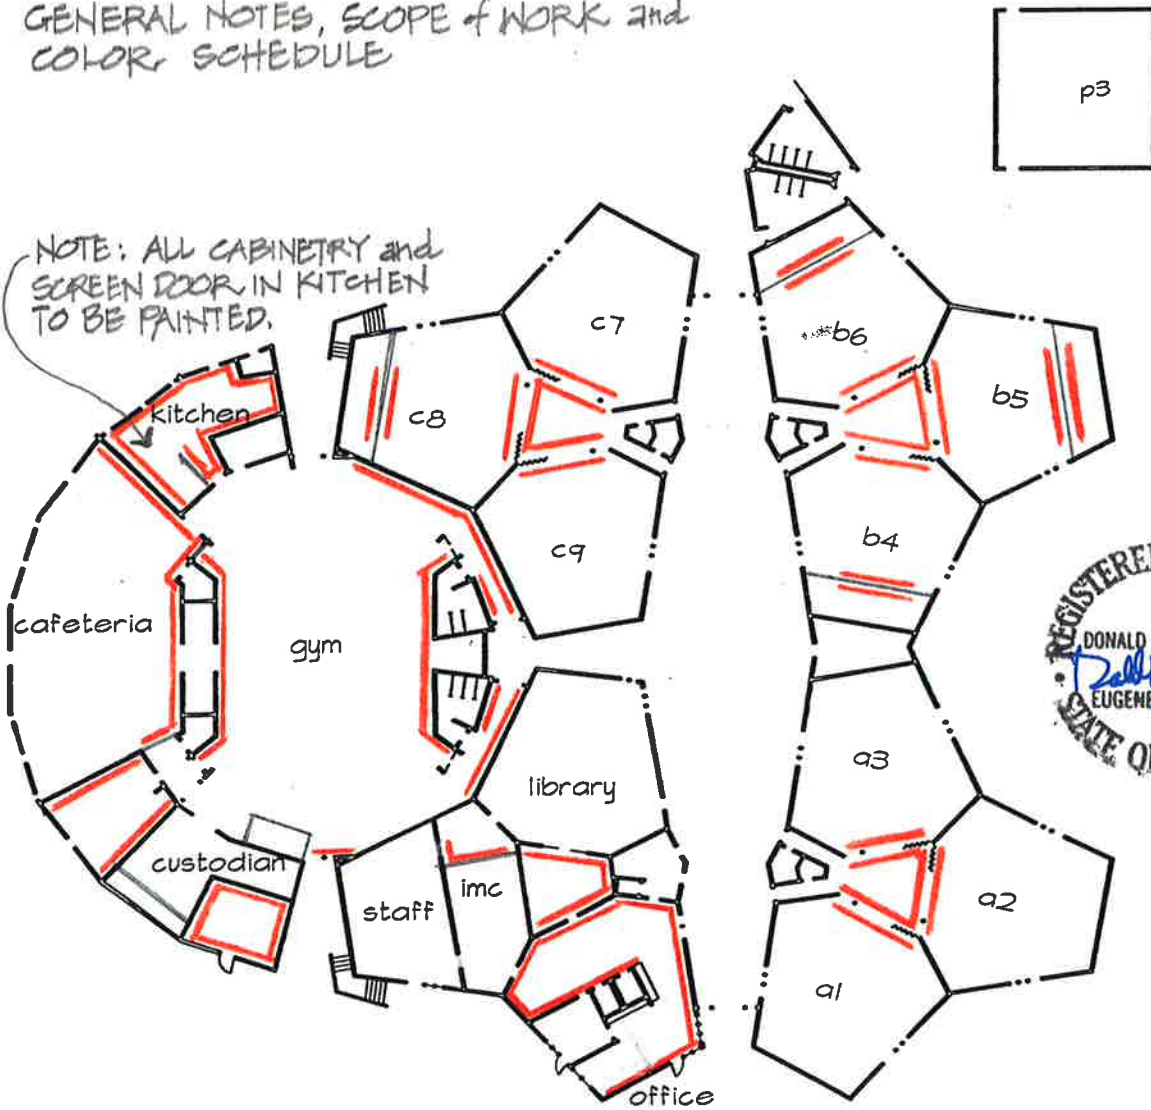 GENERAL NOTES, SCOPE of WORK and
COLOR SCHEDULE
p3
NOTE: ALL CABINETRY and
SCREEN DOOR IN KITCHEN
TO BE PAINTED.
c7
b6
kitchen
c8
b5
c9
b4
cafeteria
gym
REGISTERE
DONALD
EUGENE
STATE O
a3
library
custodian
imc
staff
a2
a1
office